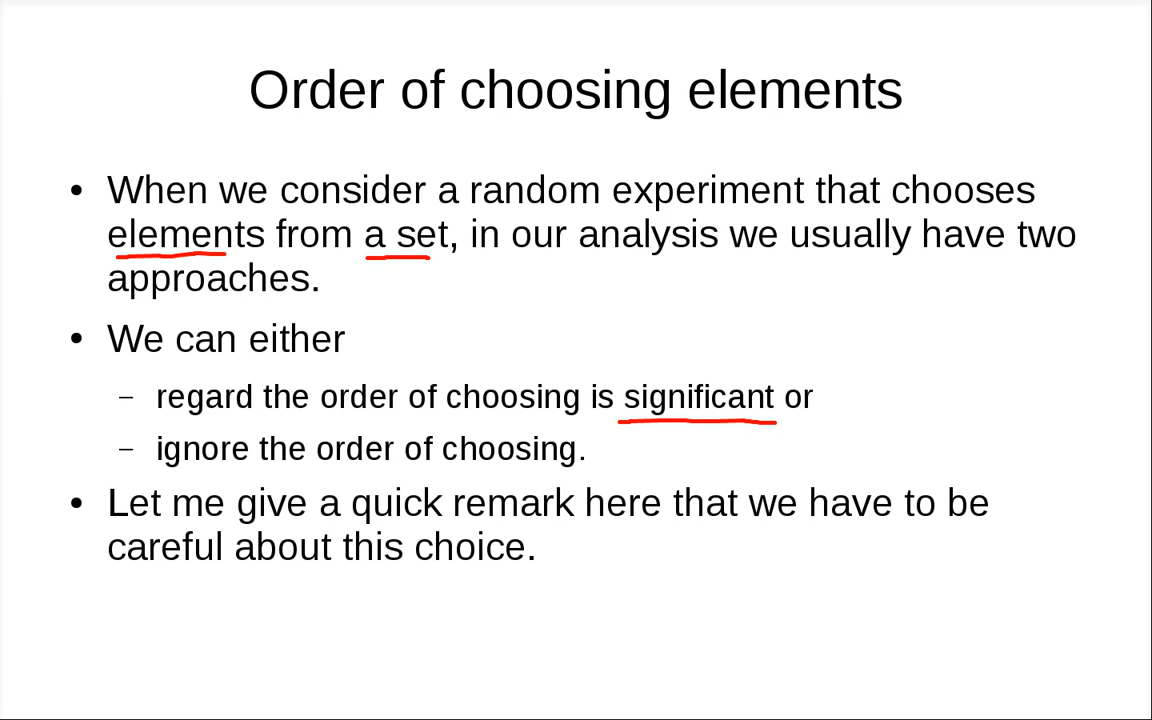 Order of choosing elements
• When we consider a random experiment that chooses
elements from a set, in our analysis we usually have two
approaches.
• We can either
– regard the order of choosing is significant or
– ignore the order of choosing.
• Let me give a quick remark here that we have to be
careful about this choice.